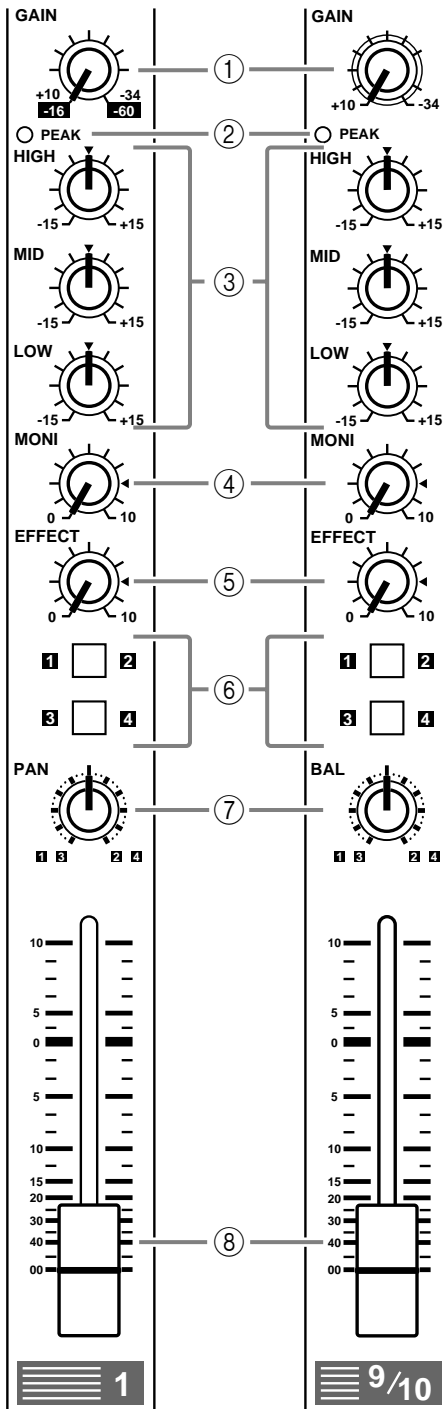 GAIN GAIN
①
+10 -34 +10 -34
-16 -60
PEAK ② PEAK
HIGH HIGH
-15 +15 -15 +15
MID ③ MID
-15 +15 -15 +15
LOW LOW
-15 +15 -15 +15
MONI MONI
④
0 10 0 10
EFFECT EFFECT
⑤
0 10 0 10
1 2 1 2
⑥
3 4 3 4
PAN BAL
⑦
1 3 2 4 1 3 2 4
10 10
5 5
0 0
5 5
10 10
15 15
20 20
30 30
40 ⑧ 40
00 00
1 9/10